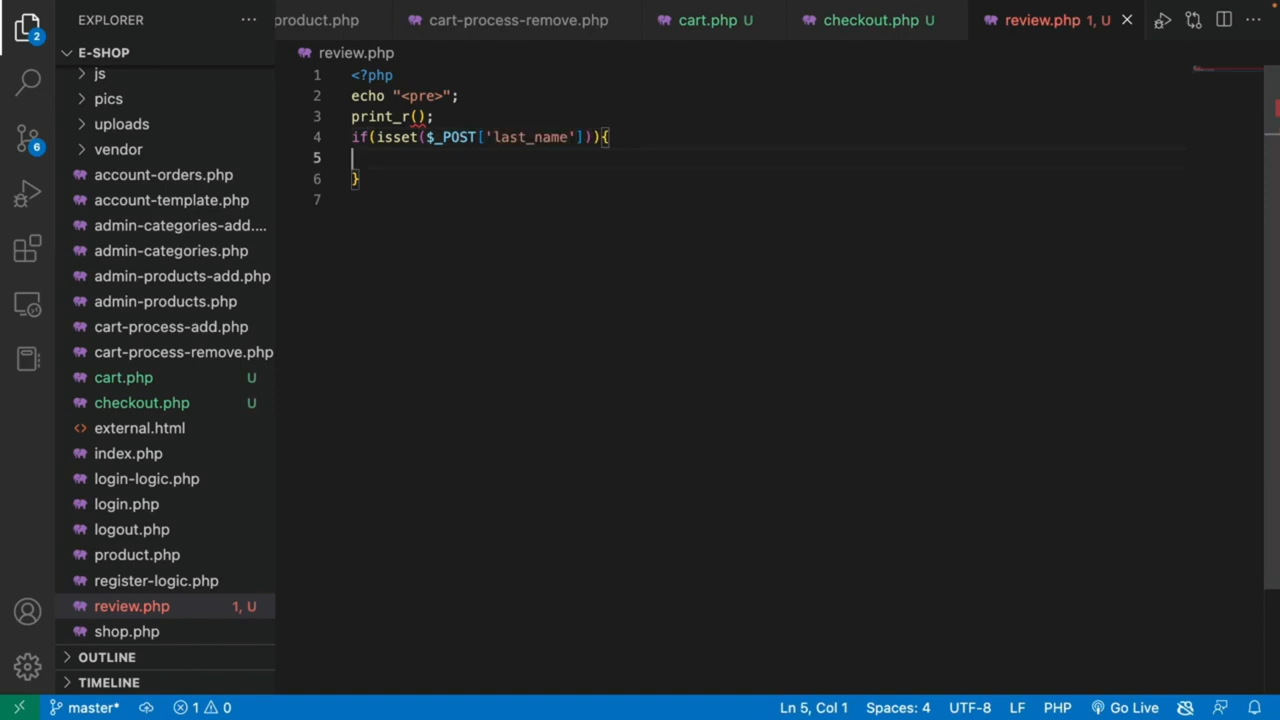 EXPLORER
product.php
cart-process-remove.php
cart.php U
checkout.php U
review.php 1, U
2
6
E-SHOP
js
pics
uploads
vendor
account-orders.php
account-template.php
admin-categories-add....
admin-categories.php
admin-products-add.php
admin-products.php
cart-process-add.php
cart-process-remove.php
cart.php U
checkout.php U
external.html
index.php
login-logic.php
login.php
logout.php
product.php
register-logic.php
review.php 1, U
shop.php
OUTLINE
TIMELINE
review.php
1 <?php
2 echo "<pre>";
3 print_r();
4 if(isset($_POST['last_name'])){
5
6 }
7
master* 1 0 Ln 5, Col 1 Spaces: 4 UTF-8 LF PHP Go Live